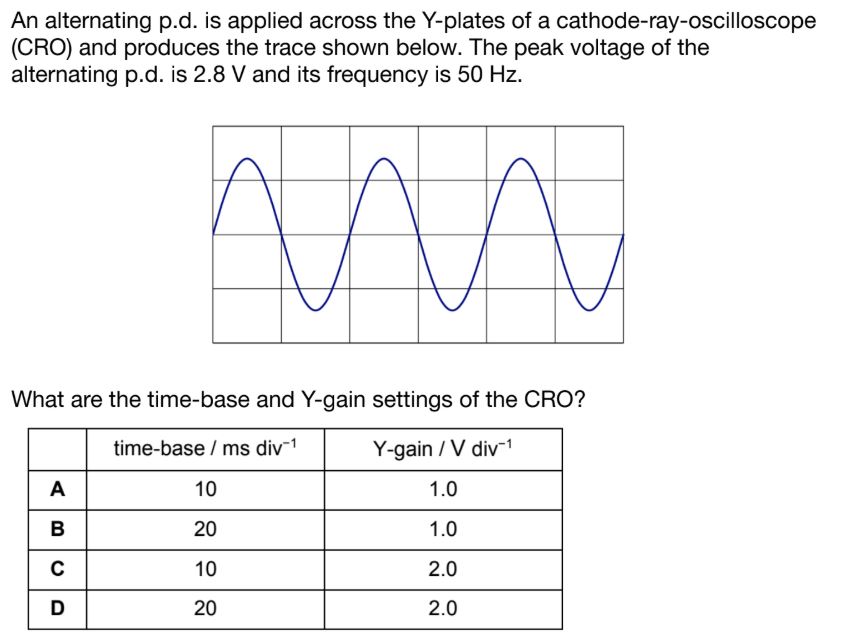 An alternating p.d. is applied across the Y-plates of a cathode-ray-oscilloscope
(CRO) and produces the trace shown below. The peak voltage of the
alternating p.d. is 2.8 V and its frequency is 50 Hz.
What are the time-base and Y-gain settings of the CRO?
time-base / ms div⁻¹ Y-gain / V div⁻¹
A 10 1.0
B 20 1.0
C 10 2.0
D 20 2.0